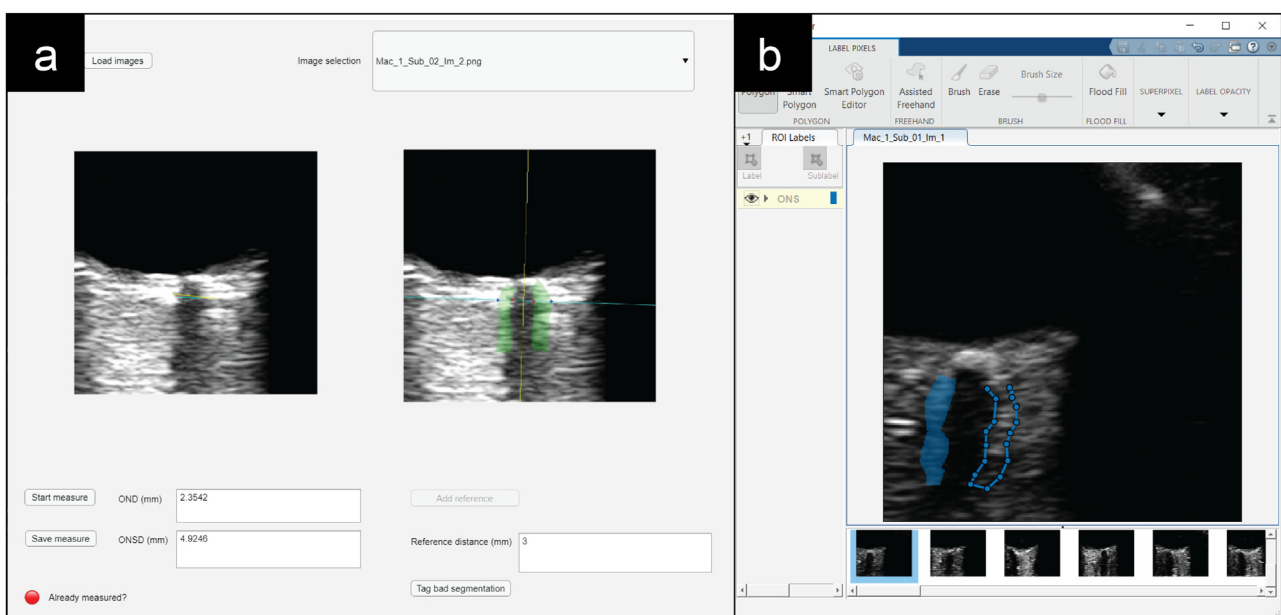 a
Load images
Image selection
Mac_1_Sub_02_Im_2.png
Start measure
OND (mm)
2.3542
Save measure
ONSD (mm)
4.9246
Already measured?
Add reference
Reference distance (mm)
3
Tag bad segmentation
b
LABEL PIXELS
Polygon
Smart
Polygon
Smart Polygon
Editor
Assisted
Freehand
Brush
Erase
Brush Size
Flood Fill
SUPERPIXEL
LABEL OPACITY
POLYGON
FREEHAND
BRUSH
FLOOD FILL
+1
ROI Labels
Mac_1_Sub_01_Im_1
Label
Sublabel
ONS